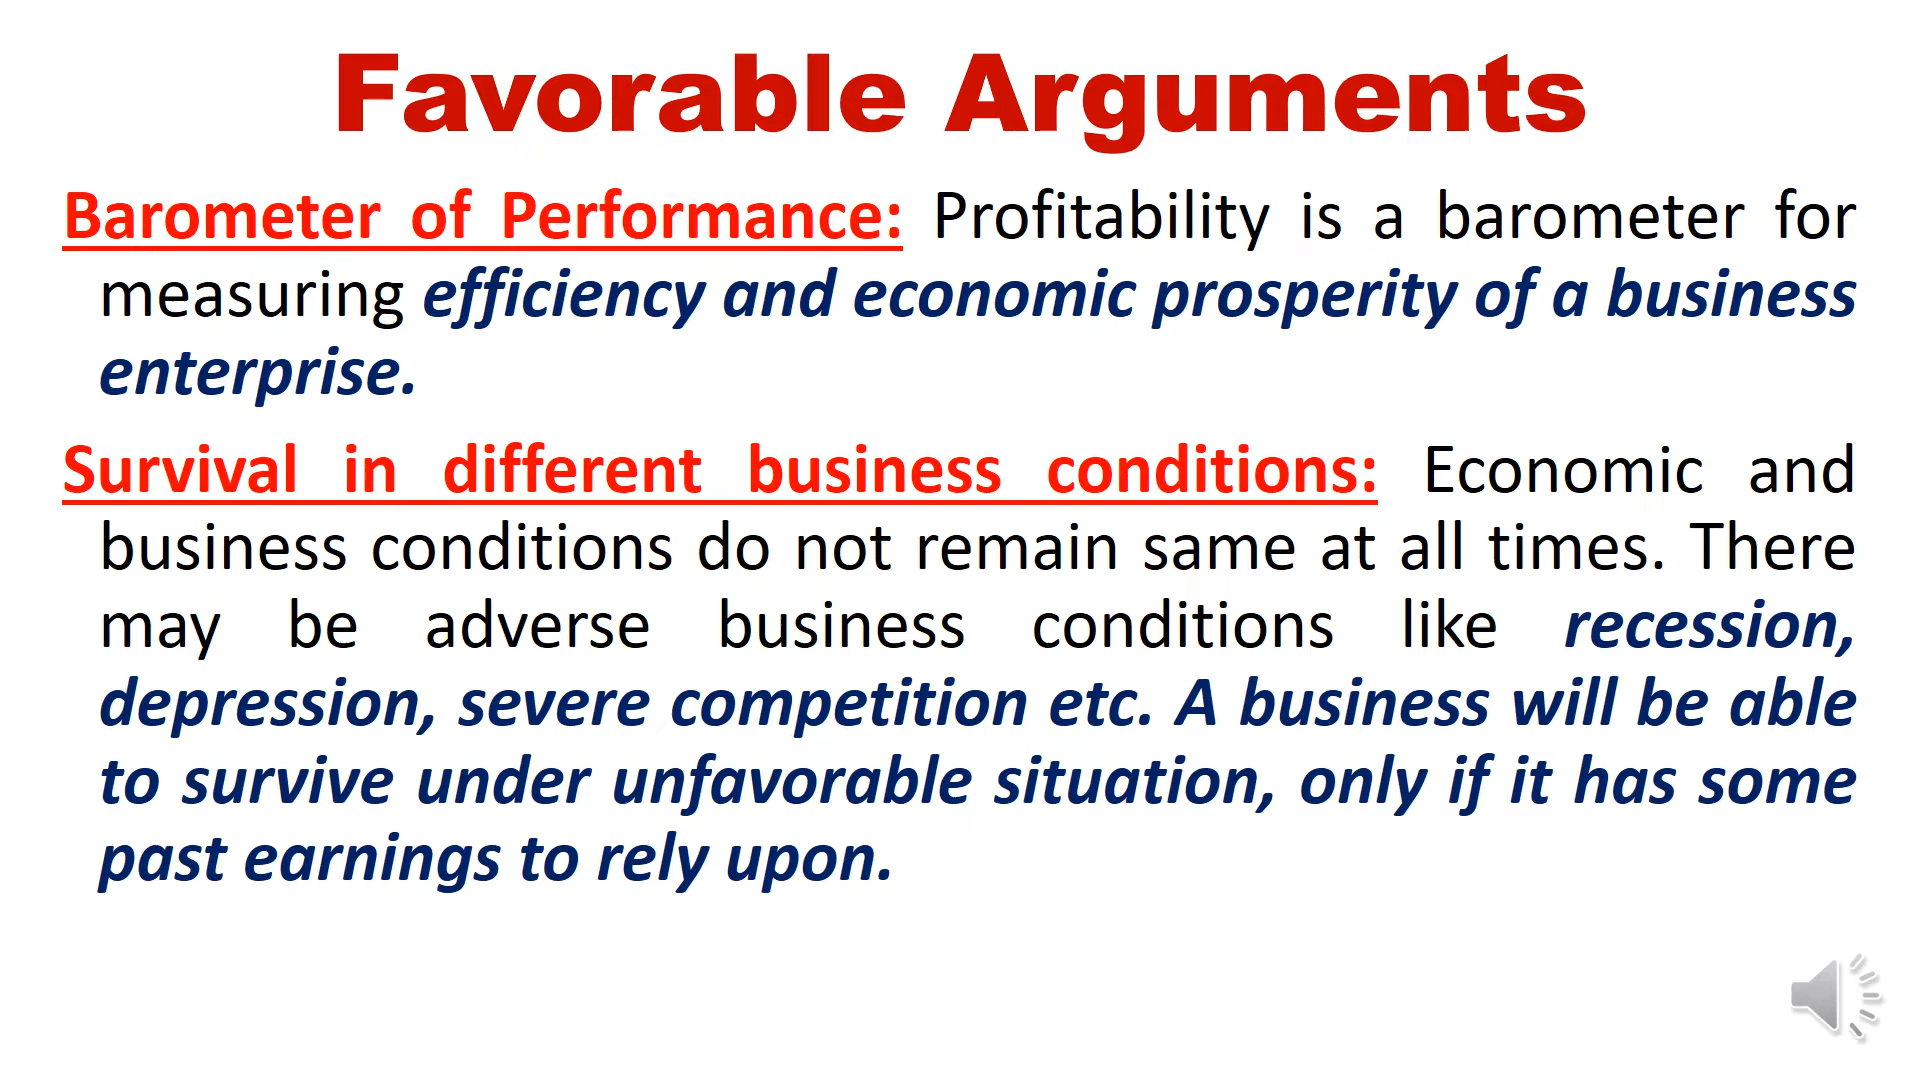 Favorable Arguments
Barometer of Performance: Profitability is a barometer for
measuring efficiency and economic prosperity of a business
enterprise.
Survival in different business conditions: Economic and
business conditions do not remain same at all times. There
may be adverse business conditions like recession,
depression, severe competition etc. A business will be able
to survive under unfavorable situation, only if it has some
past earnings to rely upon.